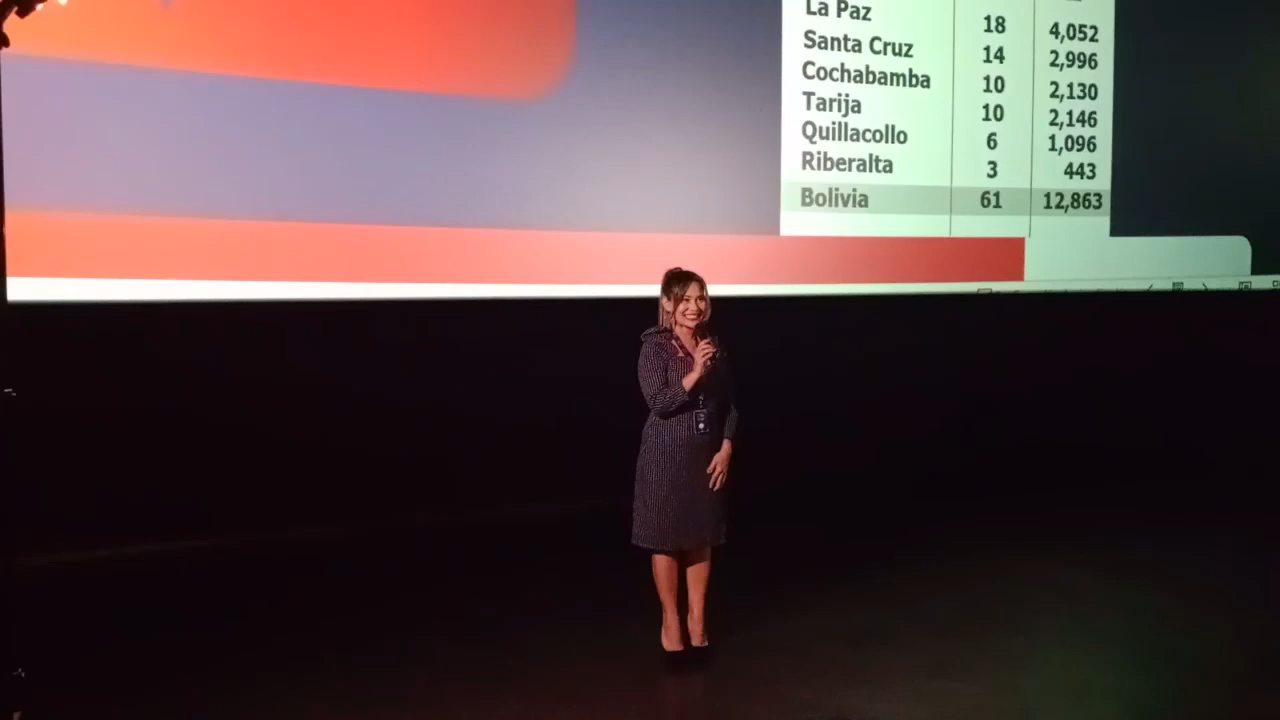 La Paz 18 4,052
Santa Cruz 14 2,996
Cochabamba 10 2,130
Tarija 10 2,146
Quillacollo 6 1,096
Riberalta 3 443
Bolivia 61 12,863